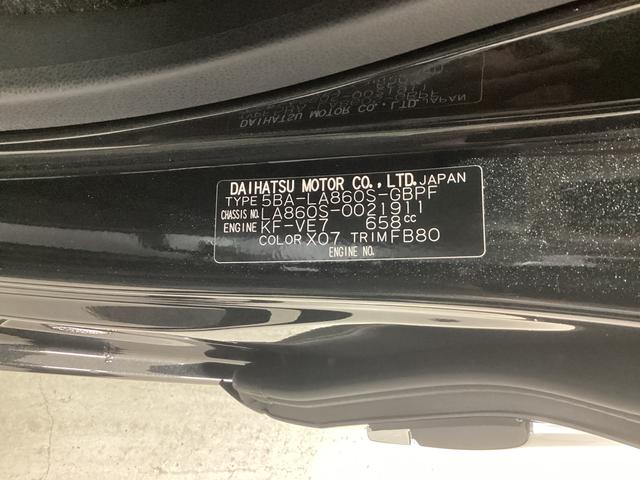 DAIHATSU MOTOR CO., LTD. JAPAN
TYPE 5BA-LA860S-GBPF
CHASSIS NO. LA860S-0021911
ENGINE KF-VE7 658cc
COLOR X07 TRIM FB80
ENGINE NO.